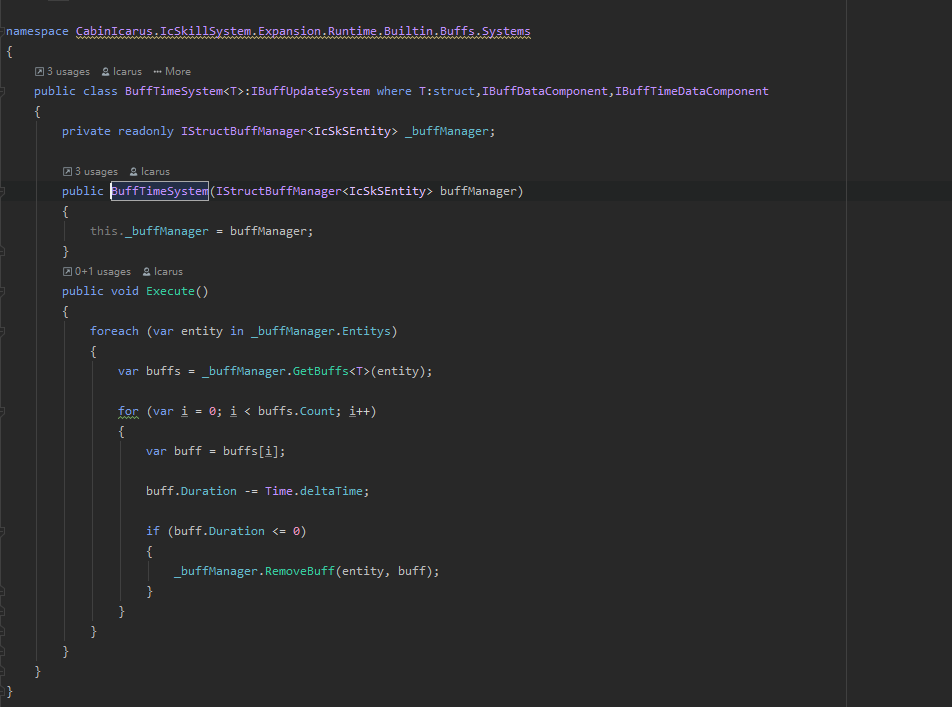 namespace CabinIcarus.IcSkillSystem.Expansion.Runtime.Builtin.Buffs.Systems
{
3 usages Icarus ··· More
public class BuffTimeSystem<T>:IBuffUpdateSystem where T:struct,IBuffDataComponent,IBuffTimeDataComponent
{
private readonly IStructBuffManager<IcSkSEntity> _buffManager;
3 usages Icarus
public BuffTimeSystem(IStructBuffManager<IcSkSEntity> buffManager)
{
this._buffManager = buffManager;
}
0+1 usages Icarus
public void Execute()
{
foreach (var entity in _buffManager.Entitys)
{
var buffs = _buffManager.GetBuffs<T>(entity);
for (var i = 0; i < buffs.Count; i++)
{
var buff = buffs[i];
buff.Duration -= Time.deltaTime;
if (buff.Duration <= 0)
{
_buffManager.RemoveBuff(entity, buff);
}
}
}
}
}
}